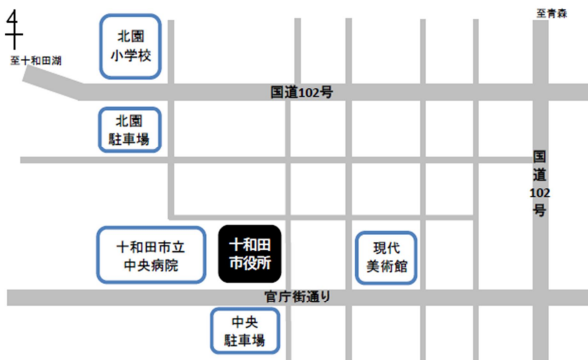 至青森
北園
小学校
至十和田湖
国道102号
北園
駐車場
国
道
102
号
十和田市立
中央病院
十和田
市役所
現代
美術館
官庁街通り
中央
駐車場